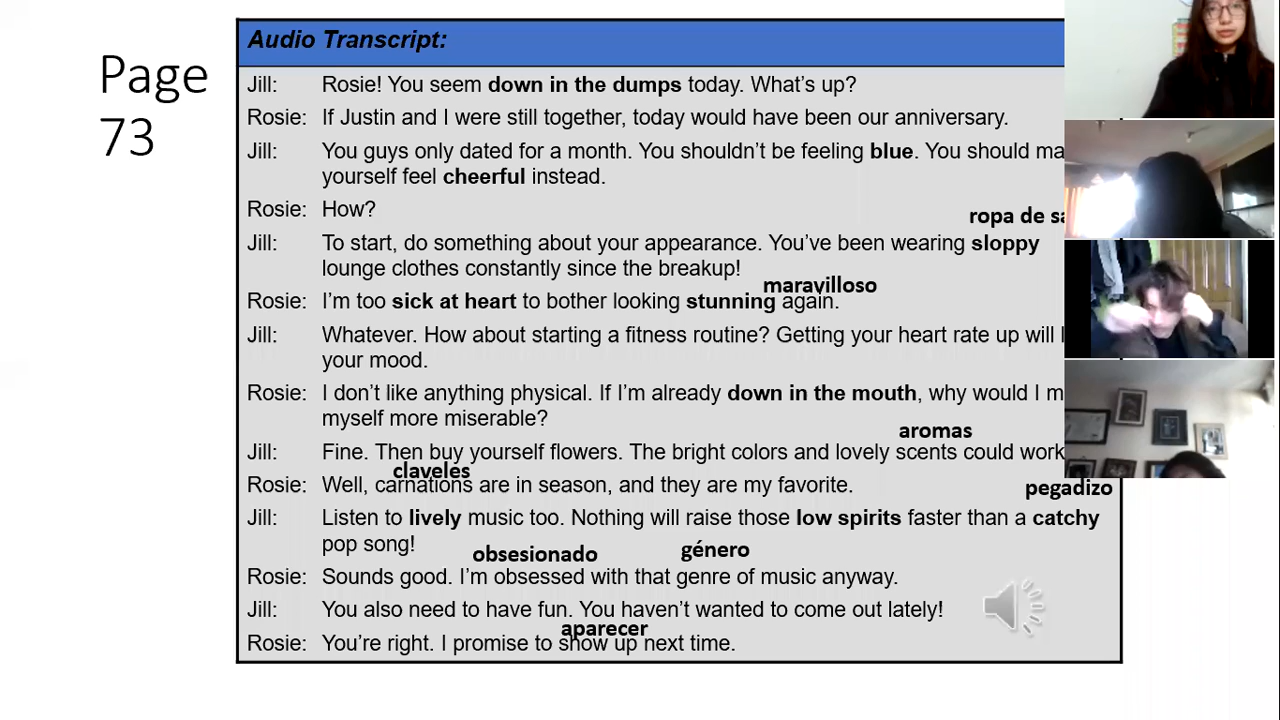 Page
73
Audio Transcript:
Jill: Rosie! You seem down in the dumps today. What's up?
Rosie: If Justin and I were still together, today would have been our anniversary.
Jill: You guys only dated for a month. You shouldn't be feeling blue. You should
yourself feel cheerful instead.
Rosie: How?
ropa de
Jill: To start, do something about your appearance. You've been wearing sloppy
lounge clothes constantly since the breakup!
maravilloso
Rosie: I'm too sick at heart to bother looking stunning again.
Jill: Whatever. How about starting a fitness routine? Getting your heart rate up will
your mood.
Rosie: I don't like anything physical. If I'm already down in the mouth, why would I
myself more miserable?
aromas
Jill: Fine. Then buy yourself flowers. The bright colors and lovely scents could work
claveles
Rosie: Well, carnations are in season, and they are my favorite.
pegadizo
Jill: Listen to lively music too. Nothing will raise those low spirits faster than a catchy
pop song!
obsesionado género
Rosie: Sounds good. I'm obsessed with that genre of music anyway.
Jill: You also need to have fun. You haven't wanted to come out lately!
aparecer
Rosie: You're right. I promise to show up next time.